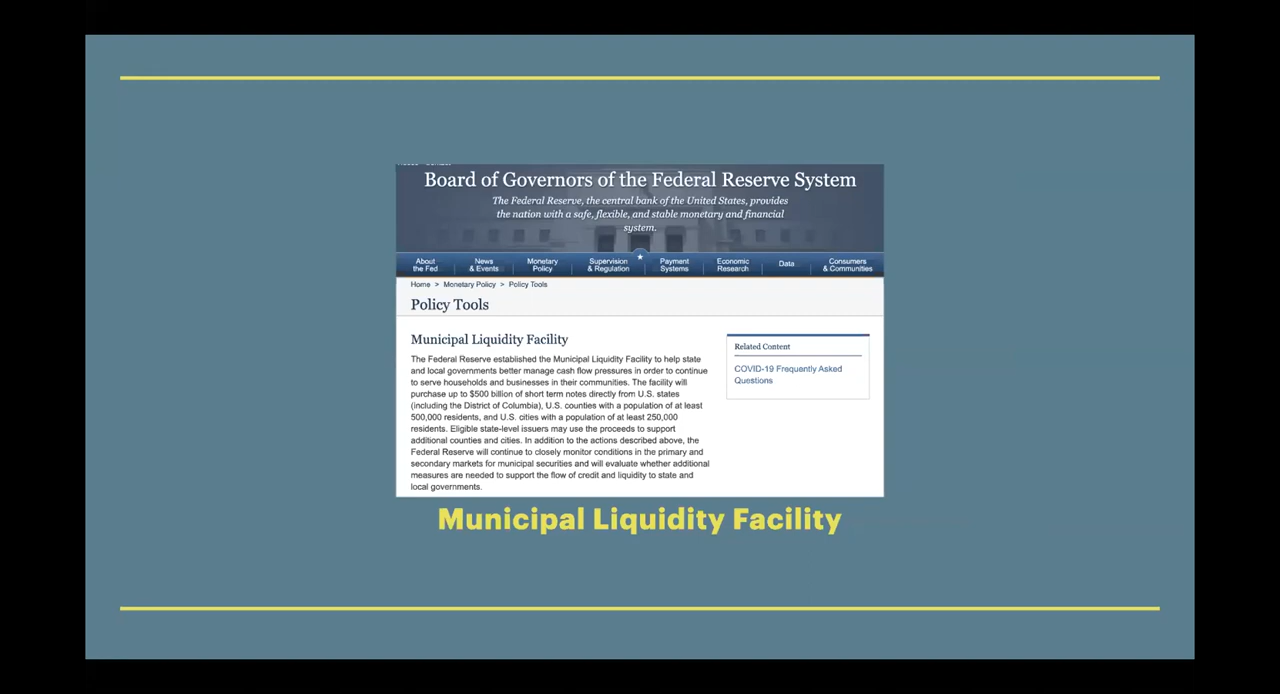 Board of Governors of the Federal Reserve System
The Federal Reserve, the central bank of the United States, provides
the nation with a safe, flexible, and stable monetary and financial
system.
About
the Fed
News
& Events
Monetary
Policy
Supervision
& Regulation
Payment
Systems
Economic
Research
Data
Consumers
& Communities
Home > Monetary Policy > Policy Tools
Policy Tools
Municipal Liquidity Facility
The Federal Reserve established the Municipal Liquidity Facility to help state
and local governments better manage cash flow pressures in order to continue
to serve households and businesses in their communities. The facility will
purchase up to $500 billion of short term notes directly from U.S. states
(including the District of Columbia), U.S. counties with a population of at least
500,000 residents, and U.S. cities with a population of at least 250,000
residents. Eligible state-level issuers may use the proceeds to support
additional counties and cities. In addition to the actions described above, the
Federal Reserve will continue to closely monitor conditions in the primary and
secondary markets for municipal securities and will evaluate whether additional
measures are needed to support the flow of credit and liquidity to state and
local governments.
Related Content
COVID-19 Frequently Asked
Questions
Municipal Liquidity Facility